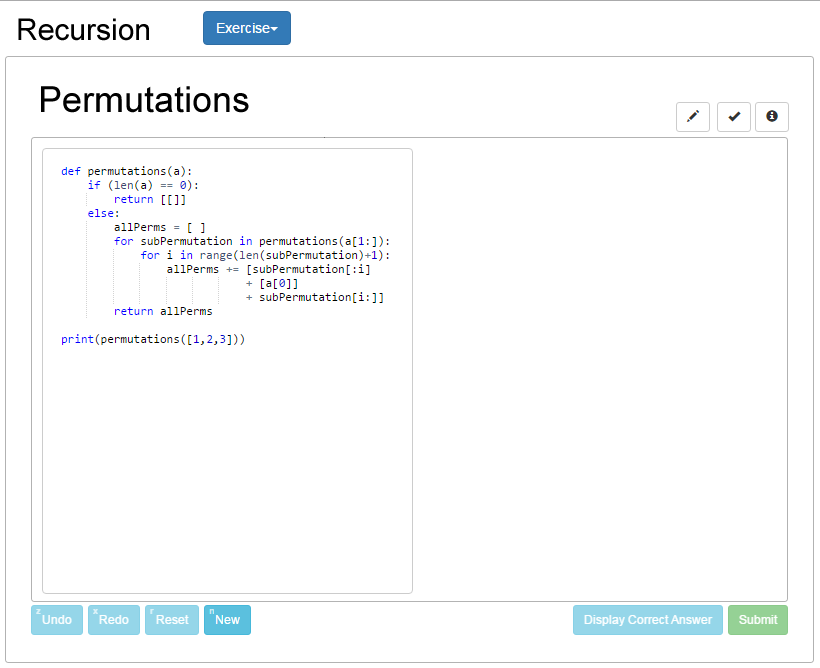 Recursion
Exercise
Permutations
def permutations(a):
    if (len(a) == 0):
        return [[]]
    else:
        allPerms = [ ]
        for subPermutation in permutations(a[1:]):
            for i in range(len(subPermutation)+1):
                allPerms += [subPermutation[:i]
                            + [a[0]]
                            + subPermutation[i:]]
        return allPerms
print(permutations([1,2,3]))
z Undo x Redo r Reset n New Display Correct Answer Submit